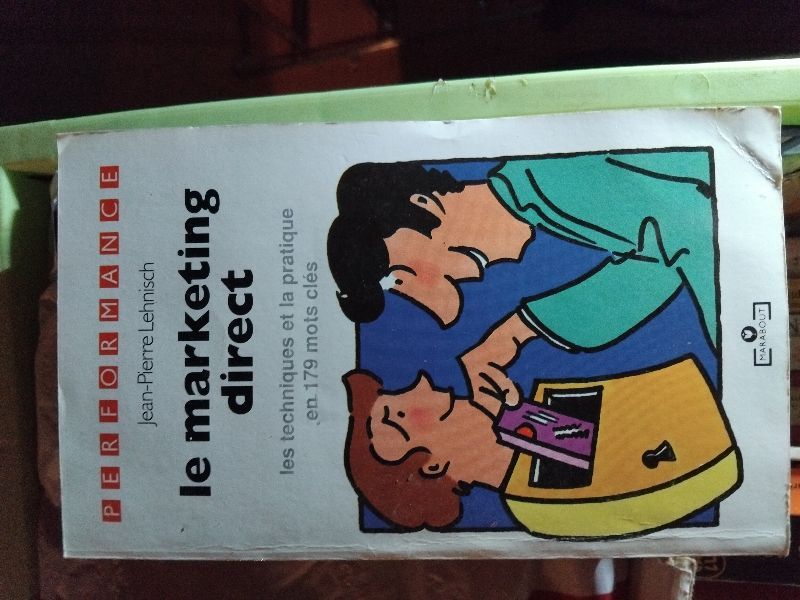 PERFORMANCE
Jean-Pierre Lehnisch
le marketing
direct
les techniques et la pratique
en 179 mots clés
MARABOUT